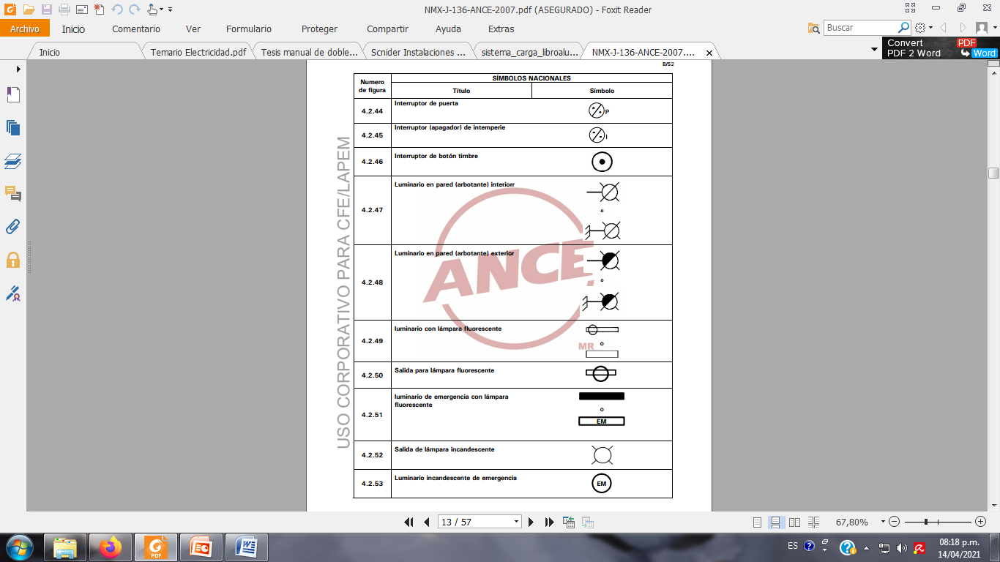 NMX-J-136-ANCE-2007.pdf (ASEGURADO) - Foxit Reader
Archivo
Inicio
Comentario
Ver
Formulario
Proteger
Compartir
Ayuda
Extras
Buscar
Inicio
Temario Electricidad.pdf
Tesis manual de doble...
Scnider Instalaciones ...
sistema_carga_libroalu...
NMX-J-136-ANCE-2007....
Convert PDF
PDF 2 Word Word
8/52
Numero de figura
SÍMBOLOS NACIONALES
Título Símbolo
4.2.44 Interruptor de puerta P
4.2.45 Interruptor (apagador) de intemperie I
4.2.46 Interruptor de botón timbre
4.2.47 Luminario en pared (arbotante) interiorr
o
4.2.48 Luminario en pared (arbotante) exterior
o
4.2.49 luminario con lámpara fluorescente
o
4.2.50 Salida para lámpara fluorescente
4.2.51 luminario de emergencia con lámpara
fluorescente
o
EM
4.2.52 Salida de lámpara incandescente
4.2.53 Luminario incandescente de emergencia EM
USO CORPORATIVO PARA CFE/LAPEM
ANCE
MR
13 / 57
67,80%
PDF
ES
08:18 p.m.
14/04/2021